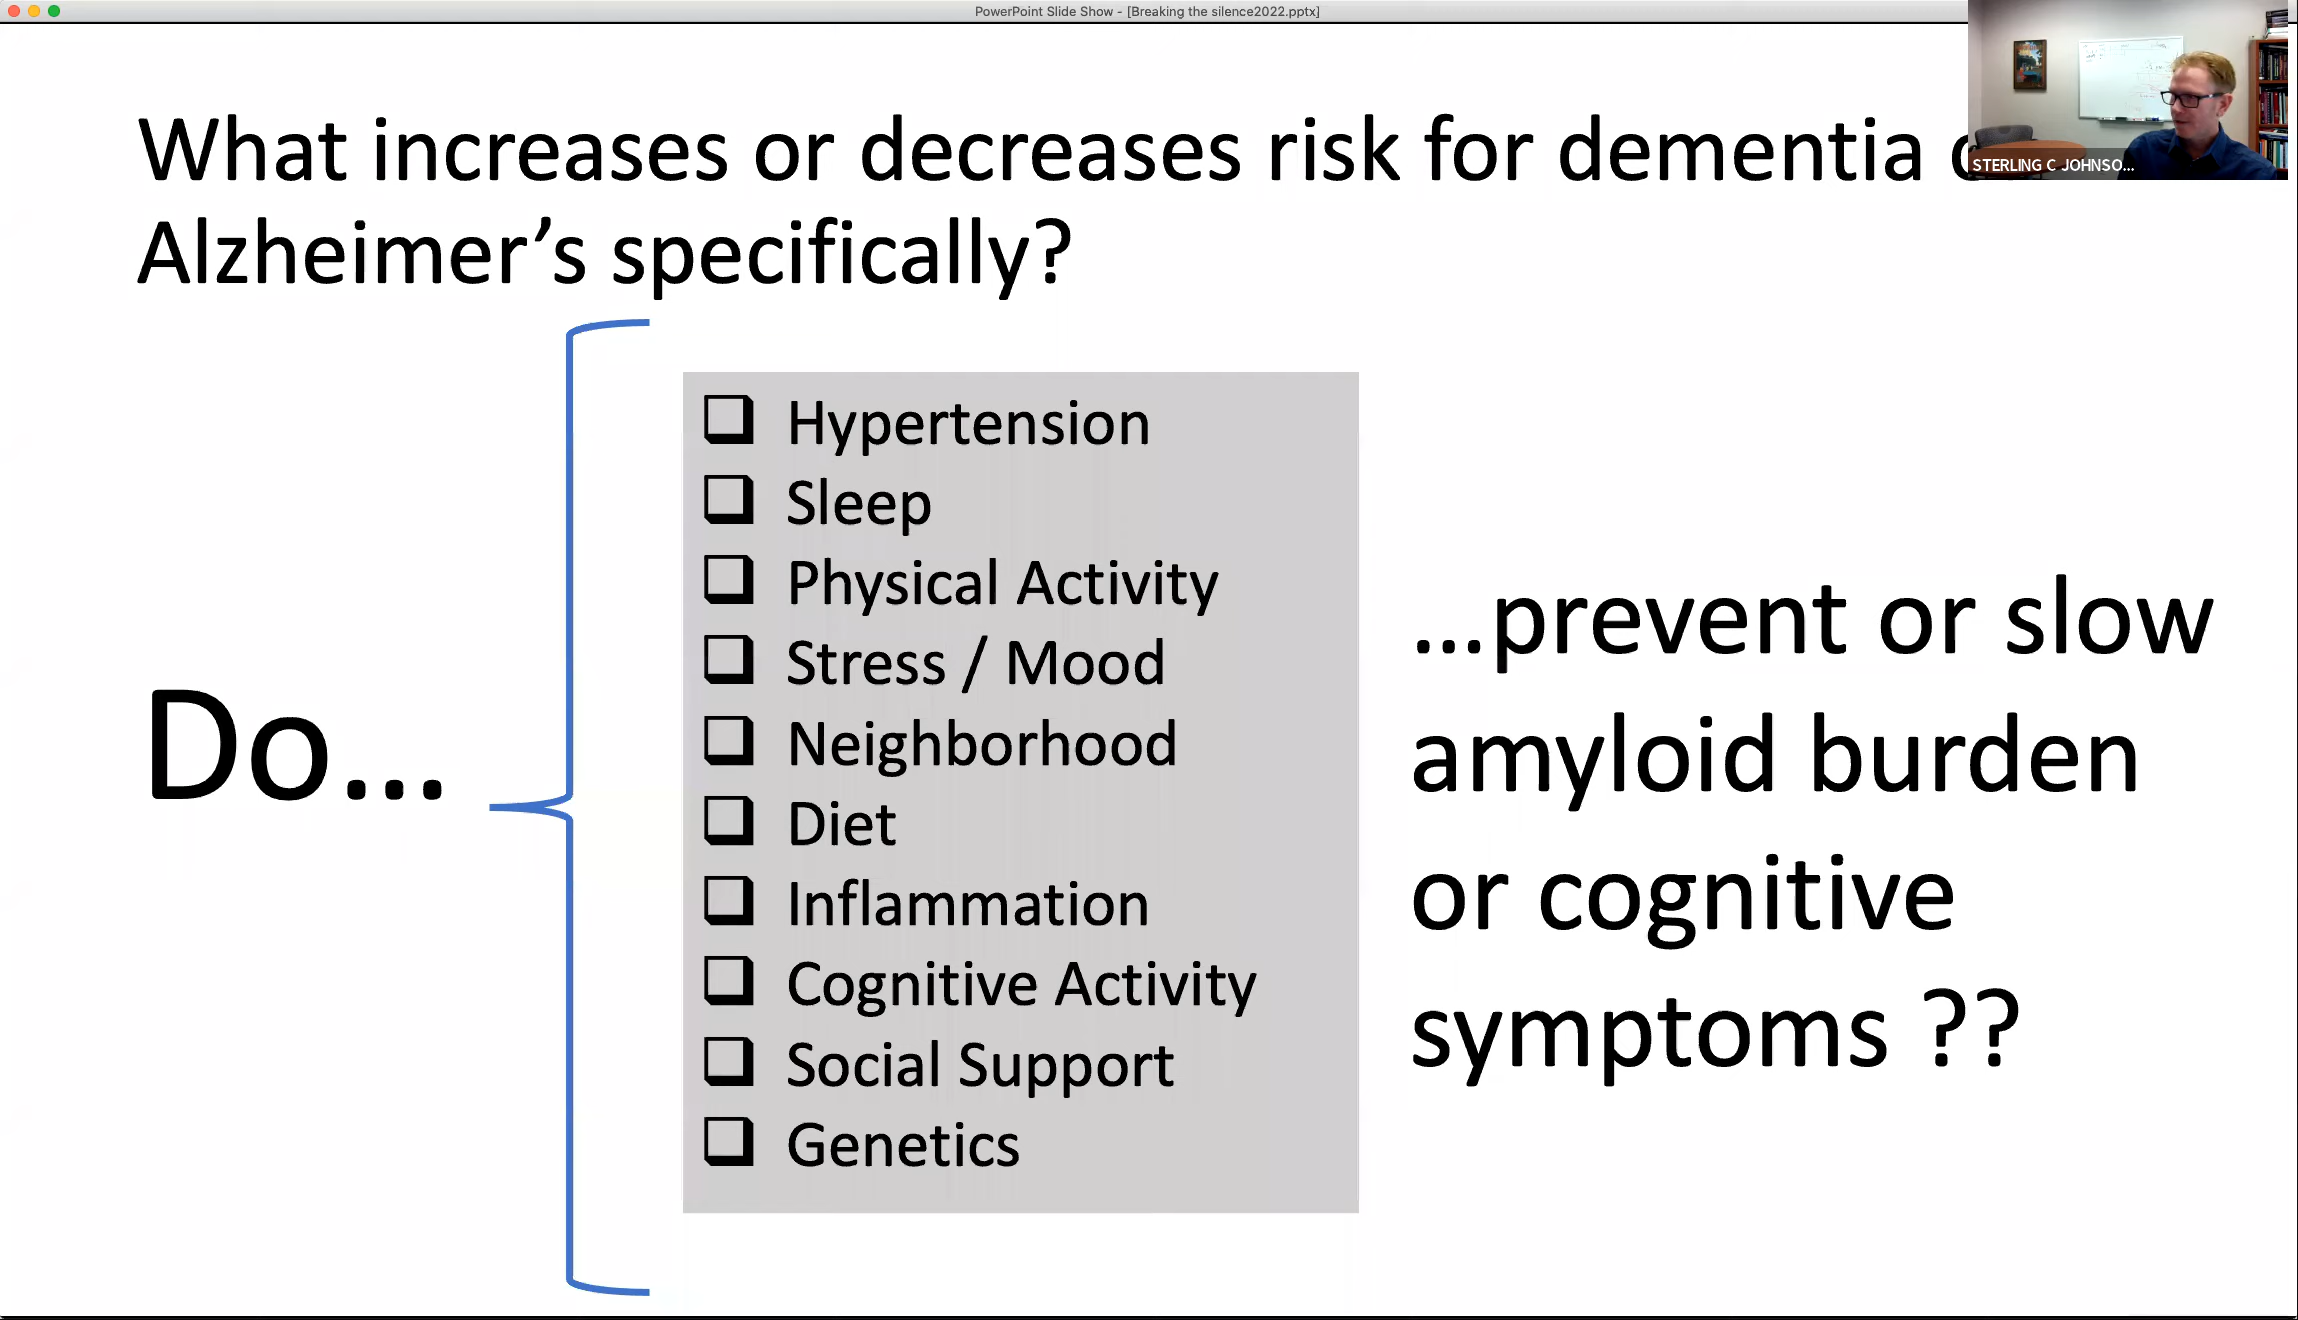 PowerPoint Slide Show - [Breaking the silence2022.pptx]
What increases or decreases risk for dementia
STERLING C JOHNSO...
Alzheimer’s specifically?
Hypertension
Sleep
Physical Activity
Stress / Mood
Neighborhood
Diet
Inflammation
Cognitive Activity
Social Support
Genetics
Do...
...prevent or slow
amyloid burden
or cognitive
symptoms ??